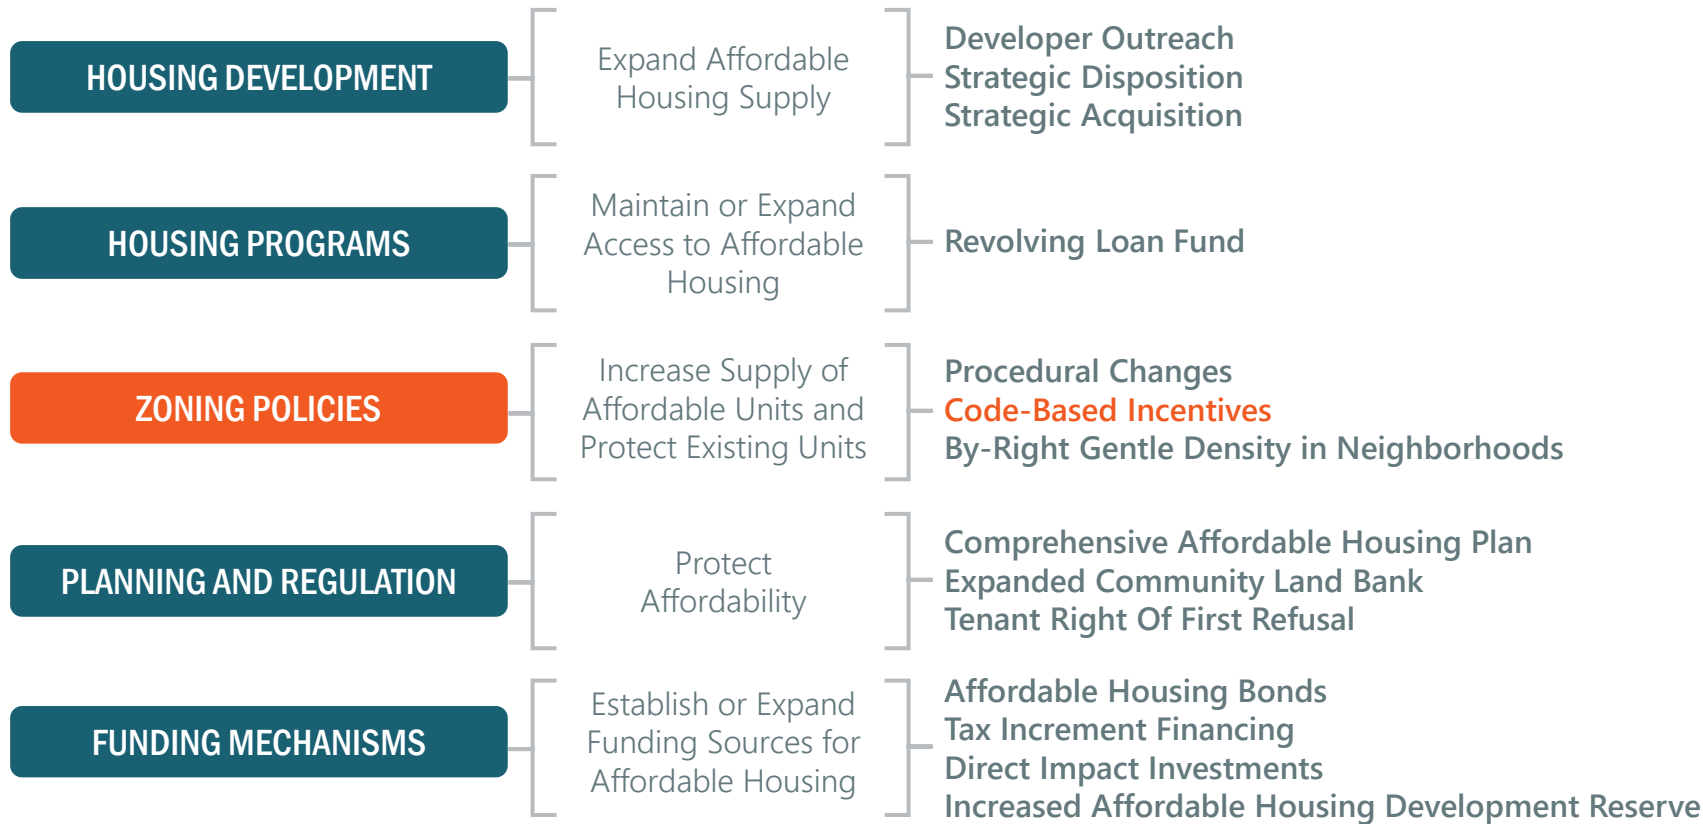 HOUSING DEVELOPMENT
Expand Affordable
Housing Supply
Developer Outreach
Strategic Disposition
Strategic Acquisition
HOUSING PROGRAMS
Maintain or Expand
Access to Affordable
Housing
Revolving Loan Fund
ZONING POLICIES
Increase Supply of
Affordable Units and
Protect Existing Units
Procedural Changes
Code-Based Incentives
By-Right Gentle Density in Neighborhoods
PLANNING AND REGULATION
Protect
Affordability
Comprehensive Affordable Housing Plan
Expanded Community Land Bank
Tenant Right Of First Refusal
FUNDING MECHANISMS
Establish or Expand
Funding Sources for
Affordable Housing
Affordable Housing Bonds
Tax Increment Financing
Direct Impact Investments
Increased Affordable Housing Development Reserve